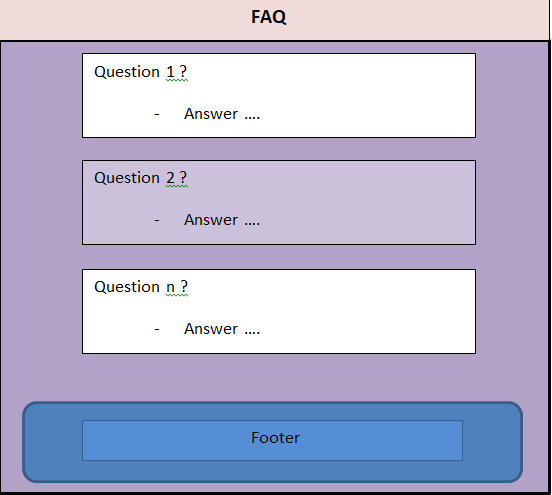 FAQ
Question 1 ?
- Answer ....
Question 2 ?
- Answer ....
Question n ?
- Answer ....
Footer